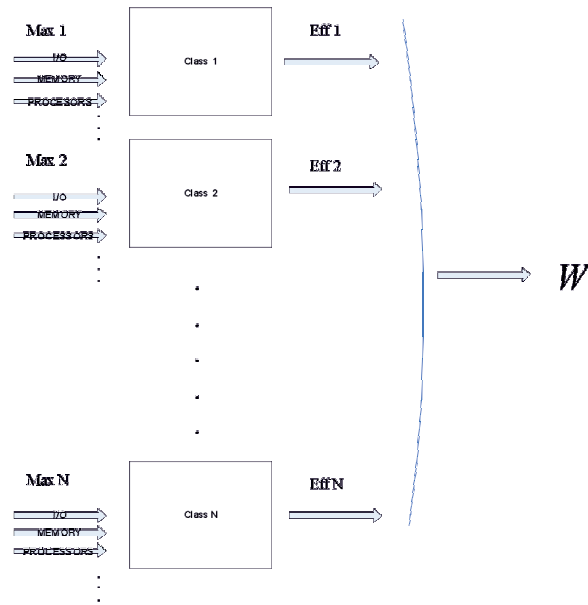 Max 1
I/O
MEMORY
PROCESORS
Class 1
Eff 1
Max 2
I/O
MEMORY
PROCESSORS
Class 2
Eff 2
W
Max N
I/O
MEMORY
PROCESSORS
Class N
Eff N